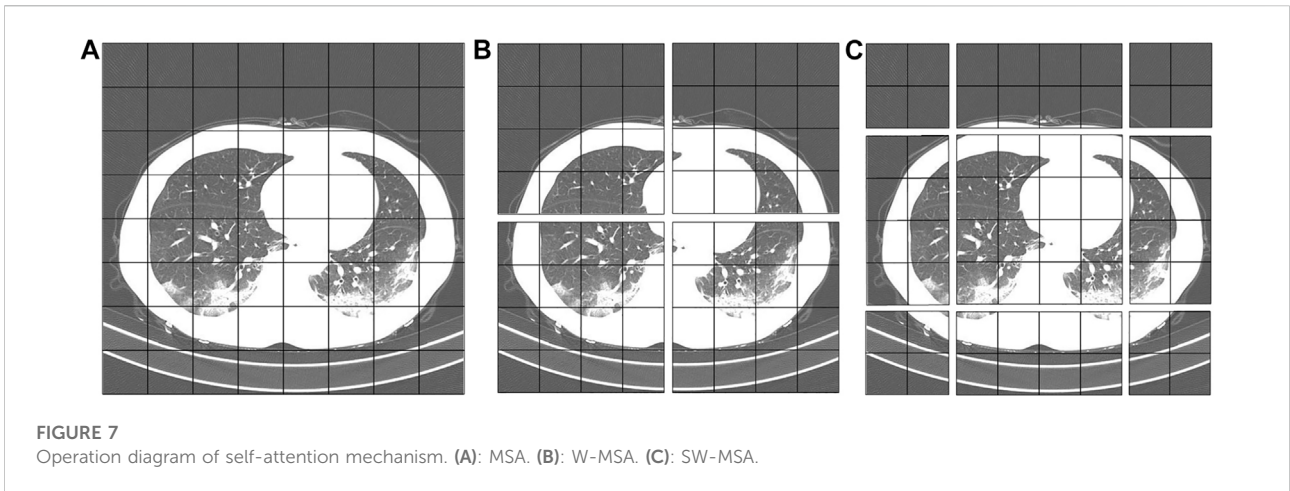 A
B
C
FIGURE 7
Operation diagram of self-attention mechanism. (A): MSA. (B): W-MSA. (C): SW-MSA.